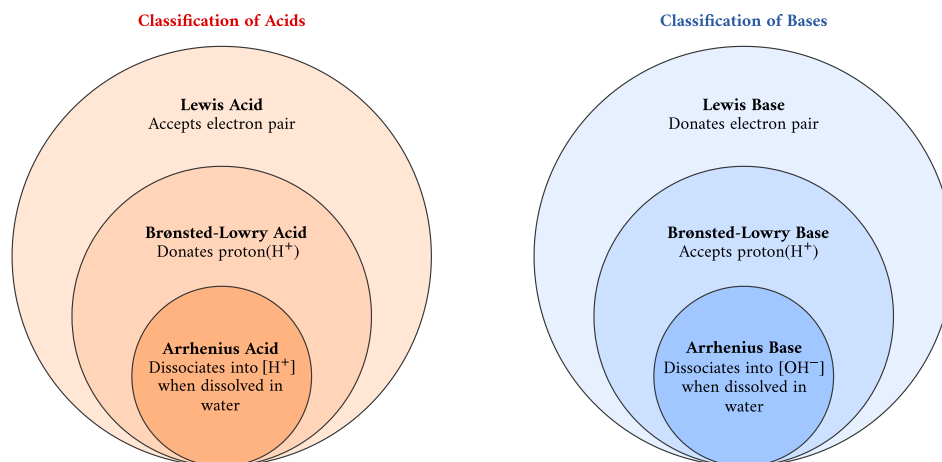 Classification of Acids
Lewis Acid
Accepts electron pair
Brønsted-Lowry Acid
Donates proton(H⁺)
Arrhenius Acid
Dissociates into [H⁺]
when dissolved in
water
Classification of Bases
Lewis Base
Donates electron pair
Brønsted-Lowry Base
Accepts proton(H⁺)
Arrhenius Base
Dissociates into [OH⁻]
when dissolved in
water